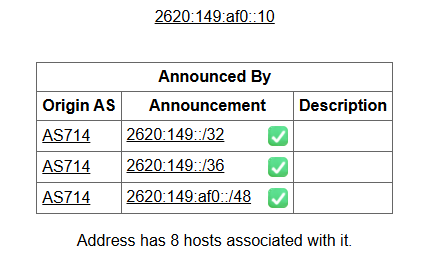 2620:149:af0::10
Announced By
Origin AS Announcement Description
AS714 2620:149::/32
AS714 2620:149::/36
AS714 2620:149:af0::/48
Address has 8 hosts associated with it.